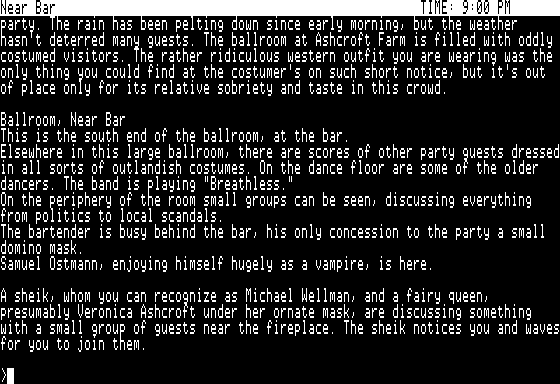 Near Bar TIME: 9:00 PM
party. The rain has been pelting down since early morning, but the weather
hasn't deterred many guests. The ballroom at Ashcroft Farm is filled with oddly
costumed visitors. The rather ridiculous western outfit you are wearing was the
only thing you could find at the costumer's on such short notice, but it's out
of place only for its relative sobriety and taste in this crowd.
Ballroom, Near Bar
This is the south end of the ballroom, at the bar.
Elsewhere in this large ballroom, there are scores of other party guests dressed
in all sorts of outlandish costumes. On the dance floor are some of the older
dancers. The band is playing "Breathless."
On the periphery of the room small groups can be seen, discussing everything
from politics to local scandals.
The bartender is busy behind the bar, his only concession to the party a small
domino mask.
Samuel Ostmann, enjoying himself hugely as a vampire, is here.
A sheik, whom you can recognize as Michael Wellman, and a fairy queen,
presumably Veronica Ashcroft under her ornate mask, are discussing something
with a small group of guests near the fireplace. The sheik notices you and waves
for you to join them.
>